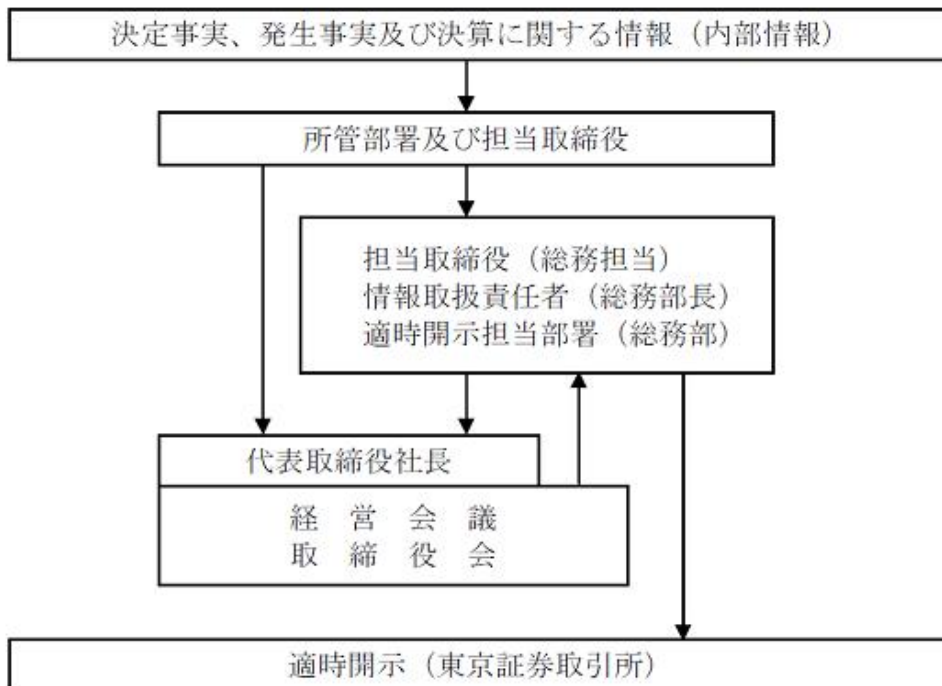 決定事実、発生事実及び決算に関する情報（内部情報）
所管部署及び担当取締役
担当取締役（総務担当）
情報取扱責任者（総務部長）
適時開示担当部署（総務部）
代表取締役社長
経　営　会　議
取　締　役　会
適時開示（東京証券取引所）